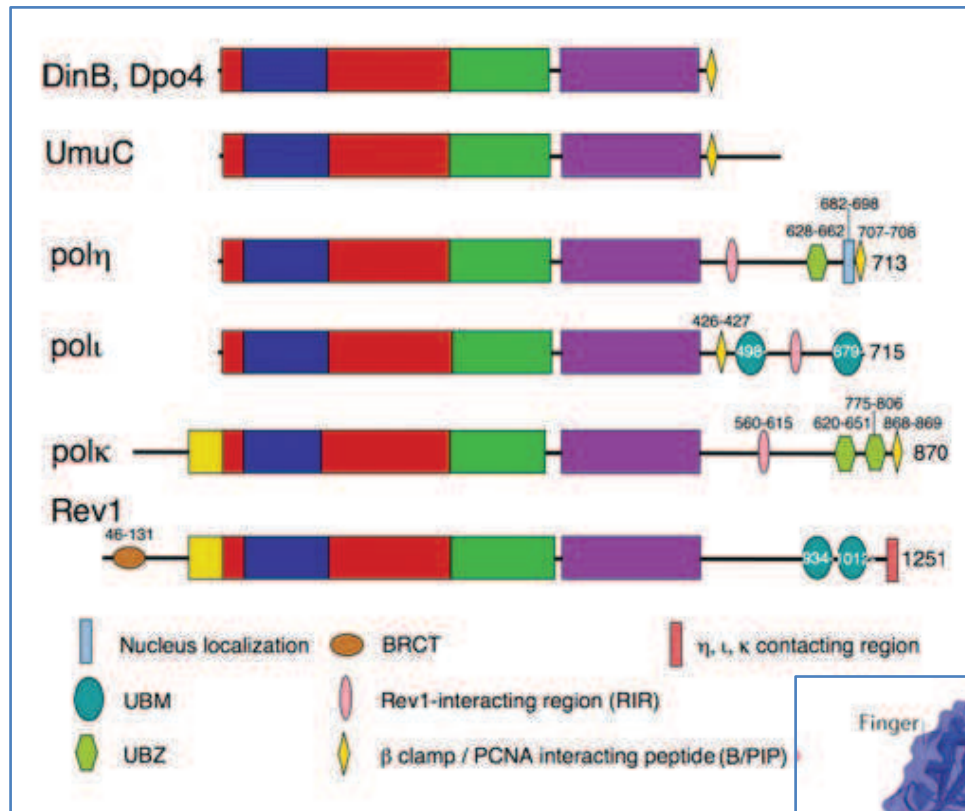 DinB, Dpo4
UmuC
682-698
628-662 707-708
polη 713
426-427
polι 498 679 715
775-806
560-615 620-651 868-869
polκ 870
Rev1
46-131
934 1012 1251
Nucleus localization BRCT η, ι, κ contacting region
UBM Rev1-interacting region (RIR)
UBZ β clamp / PCNA interacting peptide (B/PIP)
Finger